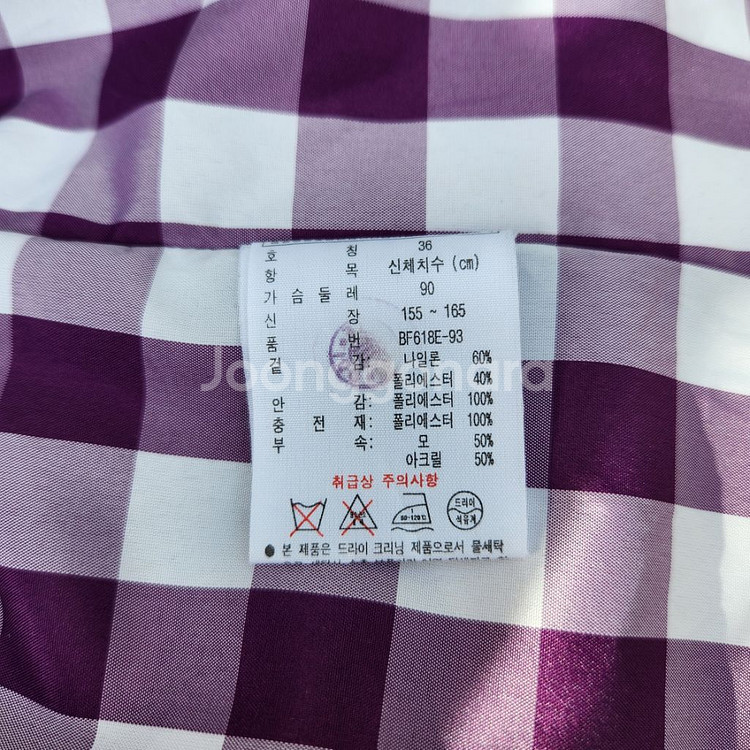 호 칭 36
항 목 신체치수 (cm)
가 슴 둘 레 90
신 장 155 ~ 165
품 번 BF618E-93
겉 감: 나일론 60%
폴리에스터 40%
안 감: 폴리에스터 100%
충 전 재: 폴리에스터 100%
부 속: 모 50%
아크릴 50%
취급상 주의사항
80~120℃
드라이
석유계
● 본 제품은 드라이 크리닝 제품으로서 물세탁
Joonggonara